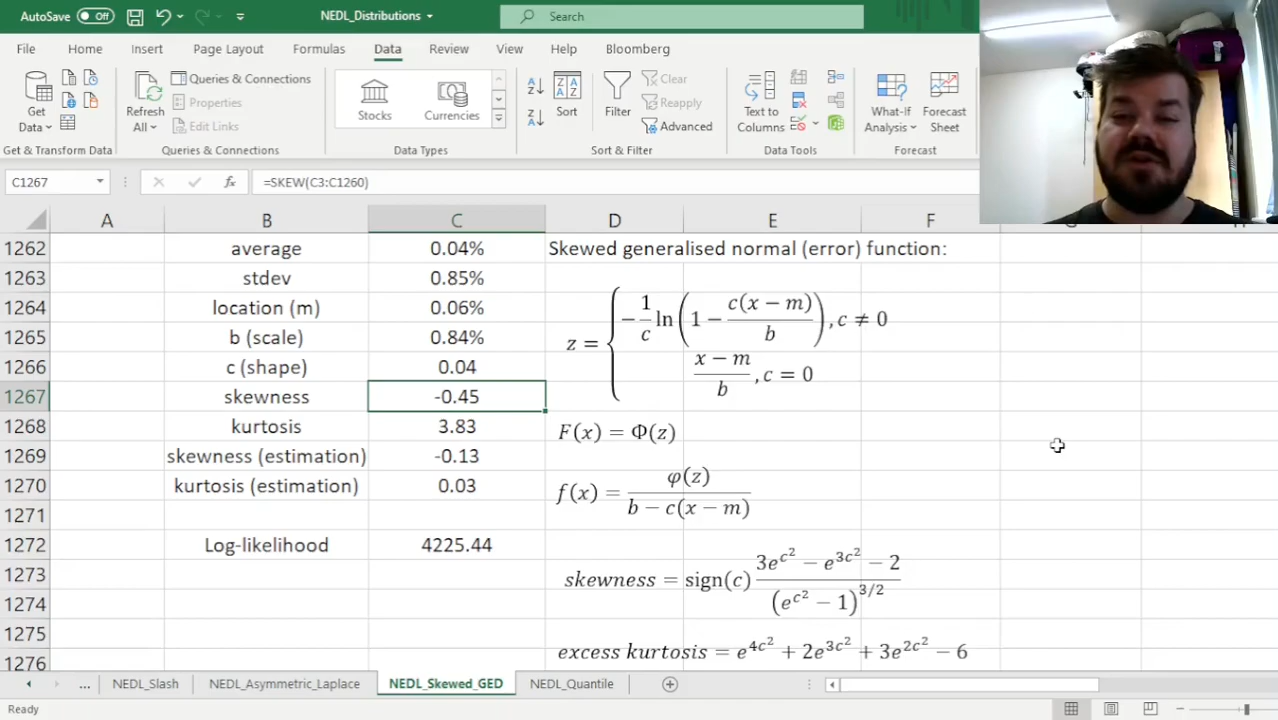 AutoSave Off NEDL_Distributions Search
File Home Insert Page Layout Formulas Data Review View Help Bloomberg
Get Data Refresh All Queries & Connections Properties Edit Links Stocks Currencies Sort Filter Clear Reapply Advanced Text to Columns What-If Analysis Forecast Sheet
Get & Transform Data Queries & Connections Data Types Sort & Filter Data Tools Forecast
C1267 fx =SKEW(C3:C1260)
A B C D E F
1262 average 0.04% Skewed generalised normal (error) function:
1263 stdev 0.85%
1264 location (m) 0.06%
1265 b (scale) 0.84%
z = { -1/c ln(1 − c(x − m)/b), c ≠ 0
(x − m)/b, c = 0
1266 c (shape) 0.04
1267 skewness -0.45
1268 kurtosis 3.83 F(x) = Φ(z)
1269 skewness (estimation) -0.13
1270 kurtosis (estimation) 0.03 f(x) = φ(z)/(b − c(x − m))
1271
1272 Log-likelihood 4225.44
1273 skewness = sign(c) (3e^{c^2} − e^{3c^2} − 2)/(e^{c^2} − 1)^{3/2}
1274
1275
1276 excess kurtosis = e^{4c^2} + 2e^{3c^2} + 3e^{2c^2} − 6
... NEDL_Slash NEDL_Asymmetric_Laplace NEDL_Skewed_GED NEDL_Quantile
Ready